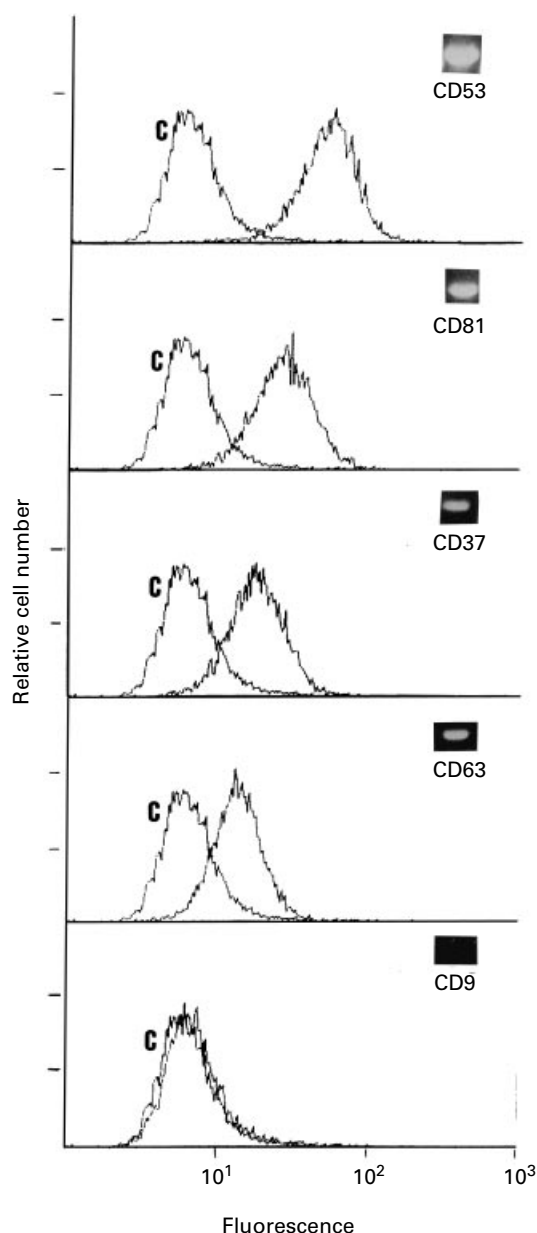 CD53
C
CD81
C
CD37
C
CD63
C
CD9
C
Relative cell number
10¹ 10² 10³
Fluorescence